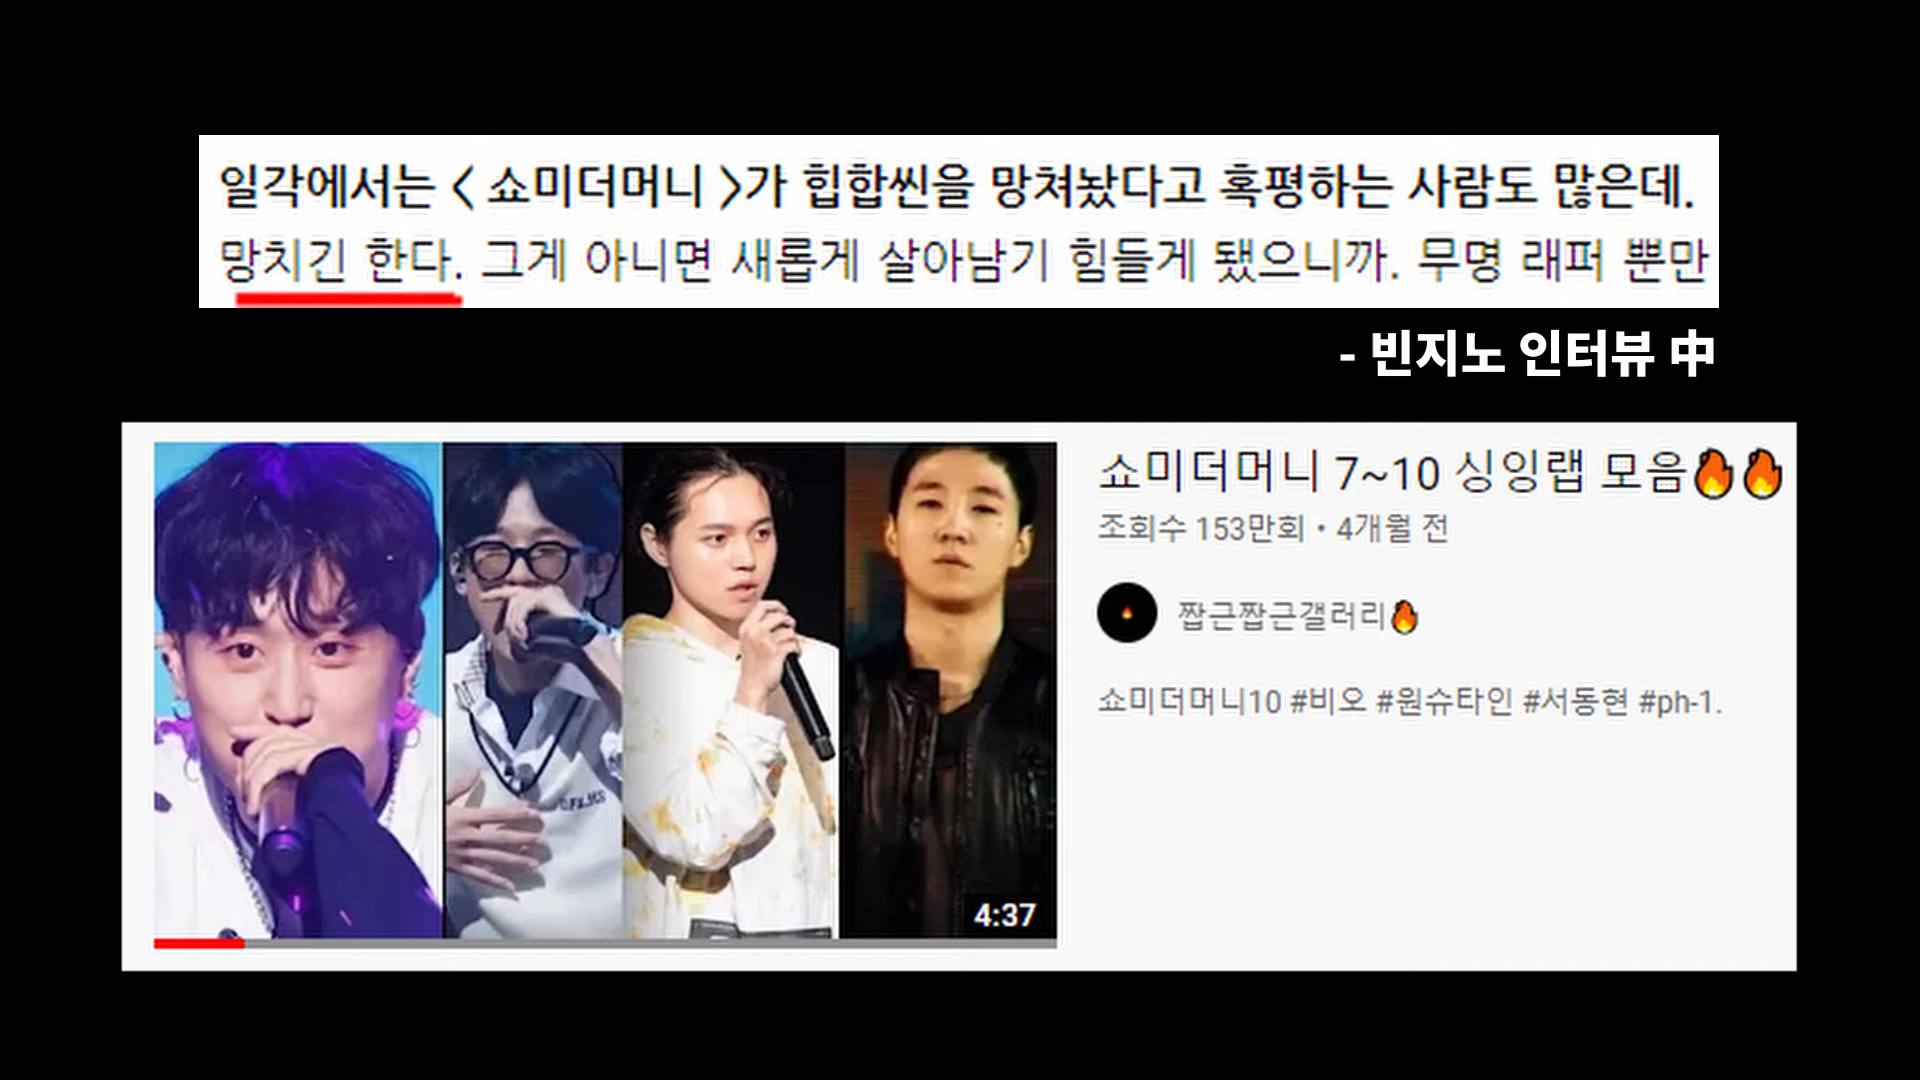 일각에서는 < 쇼미더머니 >가 힙합씬을 망쳐놨다고 혹평하는 사람도 많은데.
망치긴 한다. 그게 아니면 새롭게 살아남기 힘들게 됐으니까. 무명 래퍼 뿐만
- 빈지노 인터뷰 中
쇼미더머니 7~10 싱잉랩 모음🔥🔥
조회수 153만회 • 4개월 전
짭근짭근갤러리🔥
쇼미더머니10 #비오 #원슈타인 #서동현 #ph-1.
4:37